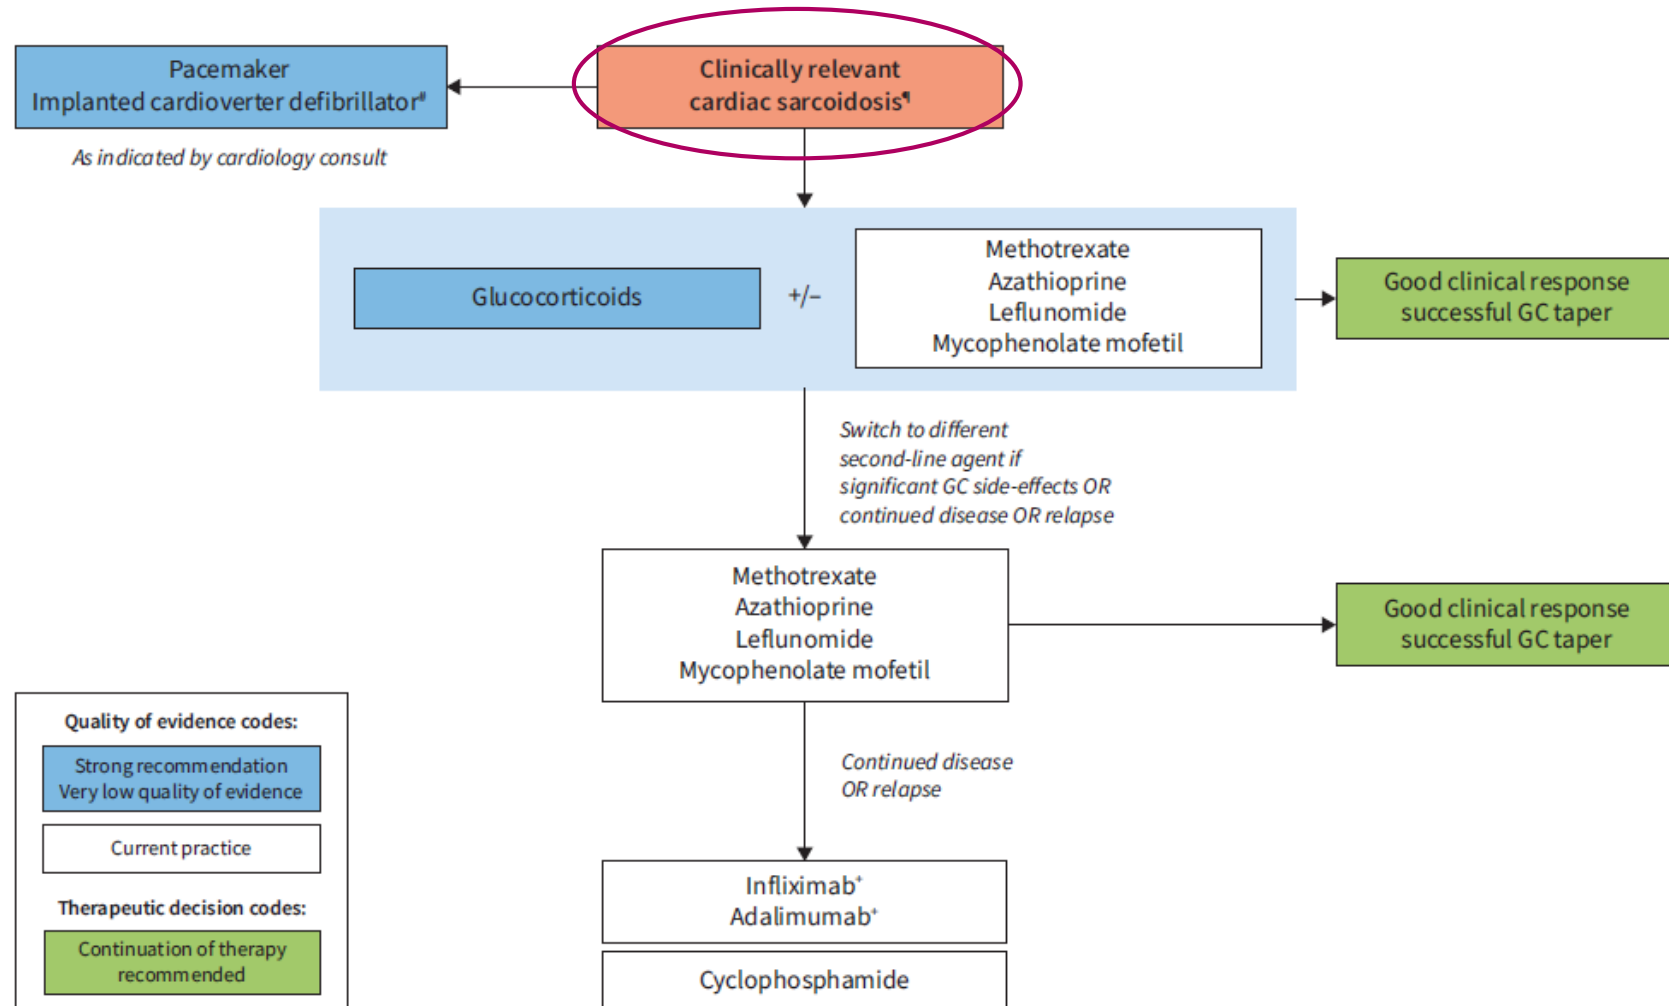 Pacemaker
Implanted cardioverter defibrillator#
As indicated by cardiology consult
Clinically relevant
cardiac sarcoidosis¶
Glucocorticoids
+/–
Methotrexate
Azathioprine
Leflunomide
Mycophenolate mofetil
Good clinical response
successful GC taper
Switch to different
second-line agent if
significant GC side-effects OR
continued disease OR relapse
Methotrexate
Azathioprine
Leflunomide
Mycophenolate mofetil
Good clinical response
successful GC taper
Continued disease
OR relapse
Infliximab+
Adalimumab+
Cyclophosphamide
Quality of evidence codes:
Strong recommendation
Very low quality of evidence
Current practice
Therapeutic decision codes:
Continuation of therapy
recommended